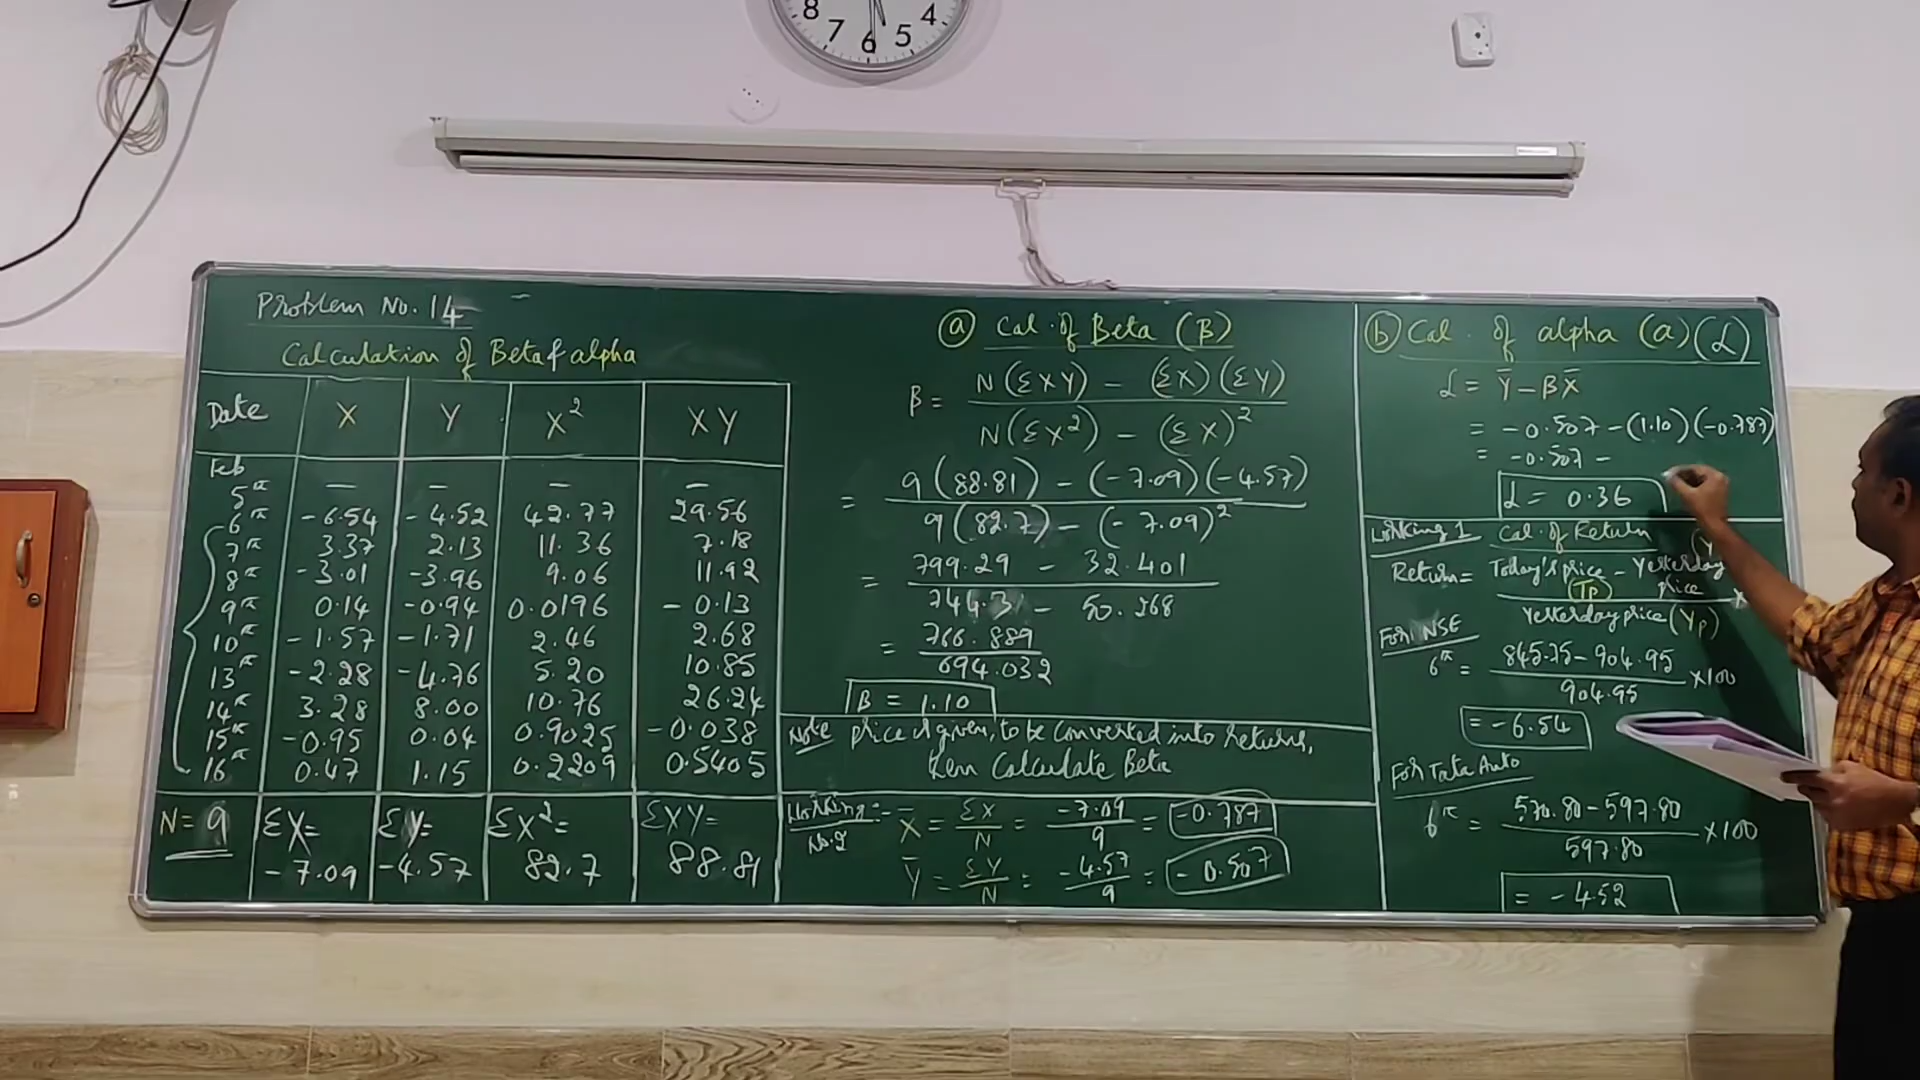 8 7 6 5 4
Problem No. 14
Calculation of Beta & alpha
Date X Y X² XY
Feb
5th — — — —
6th -6.54 -4.52 42.77 29.56
7th 3.37 2.13 11.36 7.18
8th -3.01 -3.96 9.06 11.92
9th 0.14 -0.94 0.0196 -0.13
10th -1.57 -1.71 2.46 2.68
13th -2.28 -4.76 5.20 10.85
14th 3.28 8.00 10.76 26.24
15th -0.95 0.04 0.9025 -0.038
16th 0.47 1.15 0.2209 0.5405
N= 9 ΣX= ΣY= ΣX²= ΣXY=
-7.09 -4.57 82.7 88.81
(a) Cal. of Beta (β)
β = N(ΣXY) - (ΣX)(ΣY)
N(ΣX²) - (ΣX)²
= 9(88.81) - (-7.09)(-4.57)
9(82.7) - (-7.09)²
= 799.29 - 32.401
744.3 - 50.268
= 766.889
694.032
β = 1.10
Note Price is given, to be converted into returns,
then Calculate Beta
Working:- X̄ = ΣX/N = -7.09/9 = -0.787
No.2 Ȳ = ΣY/N = -4.57/9 = -0.507
(b) Cal. of alpha (a)(α)
α = Ȳ - βX̄
= -0.507 - (1.10)(-0.787)
= -0.507 -
α = 0.36
Working 1 Cal. of Return
Return = Today's price - Yesterday price
(Tp)
Yesterday price (Yp)
For NSE
6th = 845.75 - 904.95 ×100
904.95
= -6.54
For Tata Auto
6th = 570.80 - 597.80 ×100
597.80
= -4.52